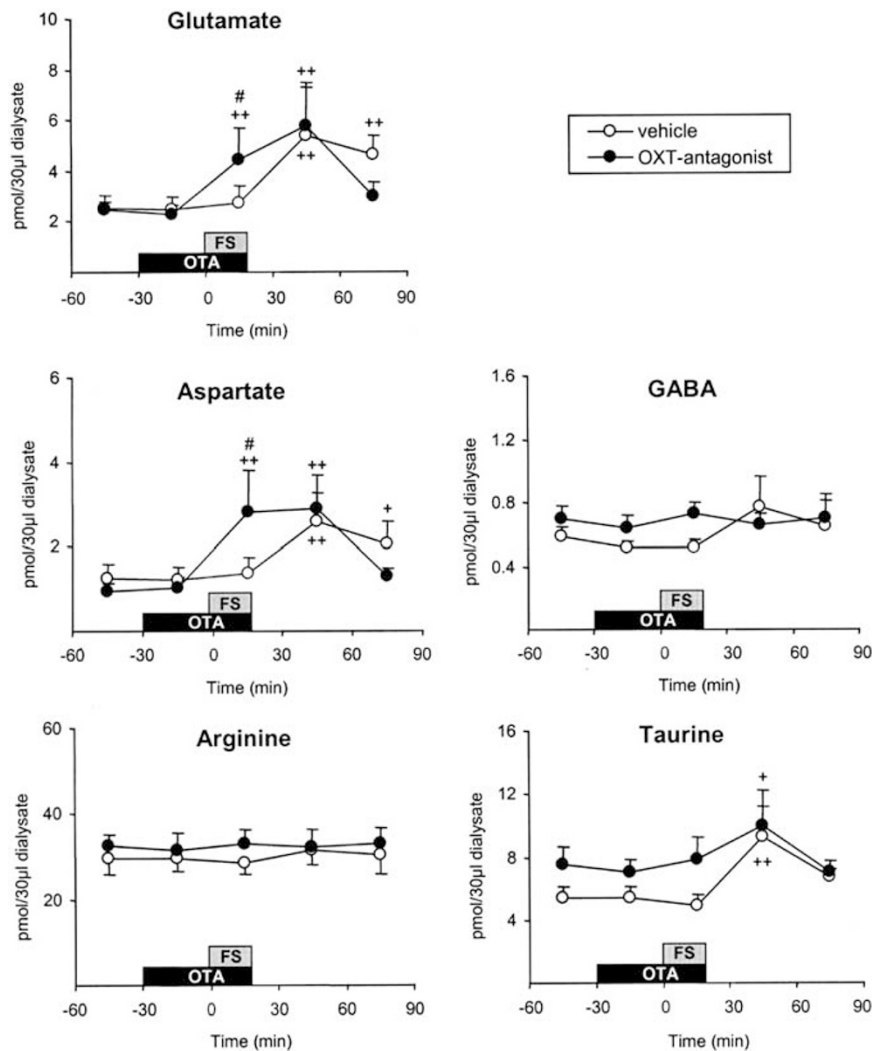 Glutamate
10
8
6
4
2
pmol/30µl dialysate
#
++
++
++
++
FS
OTA
-60 -30 0 30 60 90
Time (min)
vehicle
OXT-antagonist
Aspartate
6
4
2
pmol/30µl dialysate
#
++
++
++
+
FS
OTA
-60 -30 0 30 60 90
Time (min)
GABA
1.6
1.2
0.8
0.4
pmol/30µl dialysate
FS
OTA
-60 -30 0 30 60 90
Time (min)
Arginine
60
40
20
pmol/30µl dialysate
FS
OTA
-60 -30 0 30 60 90
Time (min)
Taurine
16
12
8
4
pmol/30µl dialysate
+
++
FS
OTA
-60 -30 0 30 60 90
Time (min)